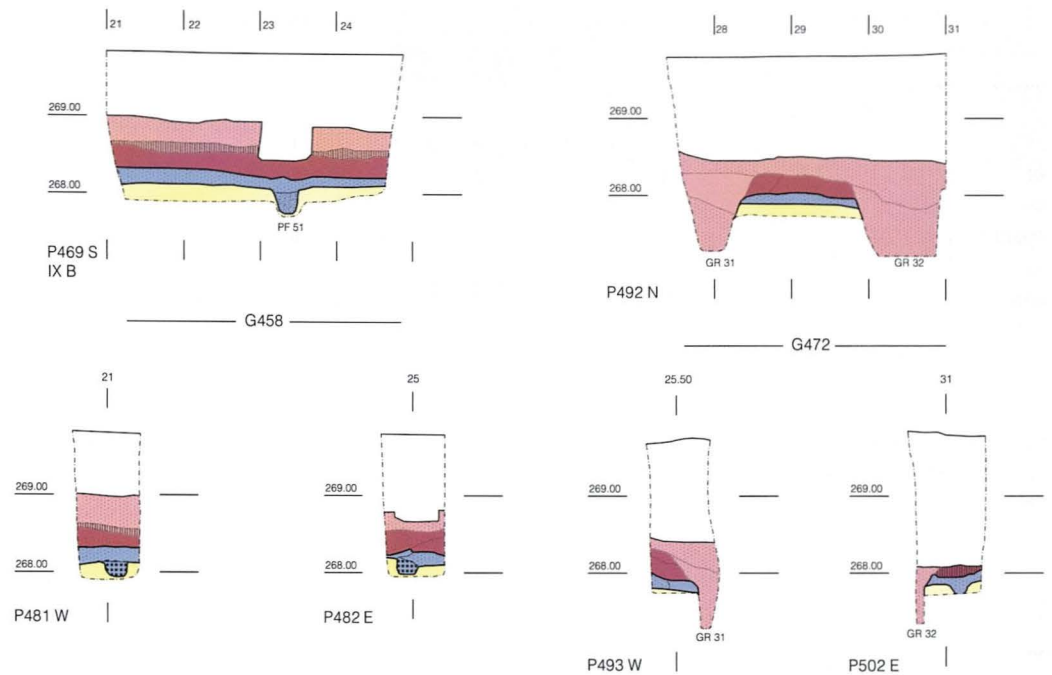 21 22 23 24
269.00
268.00
PF 51
P469 S
IX B
28 29 30 31
269.00
268.00
GR 31 GR 32
P492 N
G458
G472
21
269.00
268.00
P481 W
25
269.00
268.00
P482 E
25.50
269.00
268.00
GR 31
P493 W
31
269.00
268.00
GR 32
P502 E